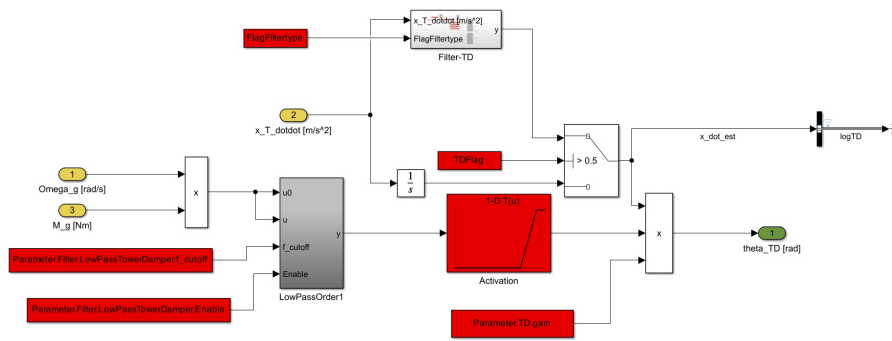 x_T_dotdot [m/s^2]
FlagFiltertype
FlagFiltertype
y
Filter-TD
2
x_T_dotdot [m/s^2]
x_dot_est
logTD
TDFlag
> 0.5
1
Omega_g [rad/s]
x
3
M_g [Nm]
1
s
u0
u
f_cutoff
Enable
y
LowPassOrder1
1-D T(u)
Activation
x
1
theta_TD [rad]
Parameter.Filter.LowPassTowerDamper.f_cutoff
Parameter.Filter.LowPassTowerDamper.Enable
Parameter.TD.gain